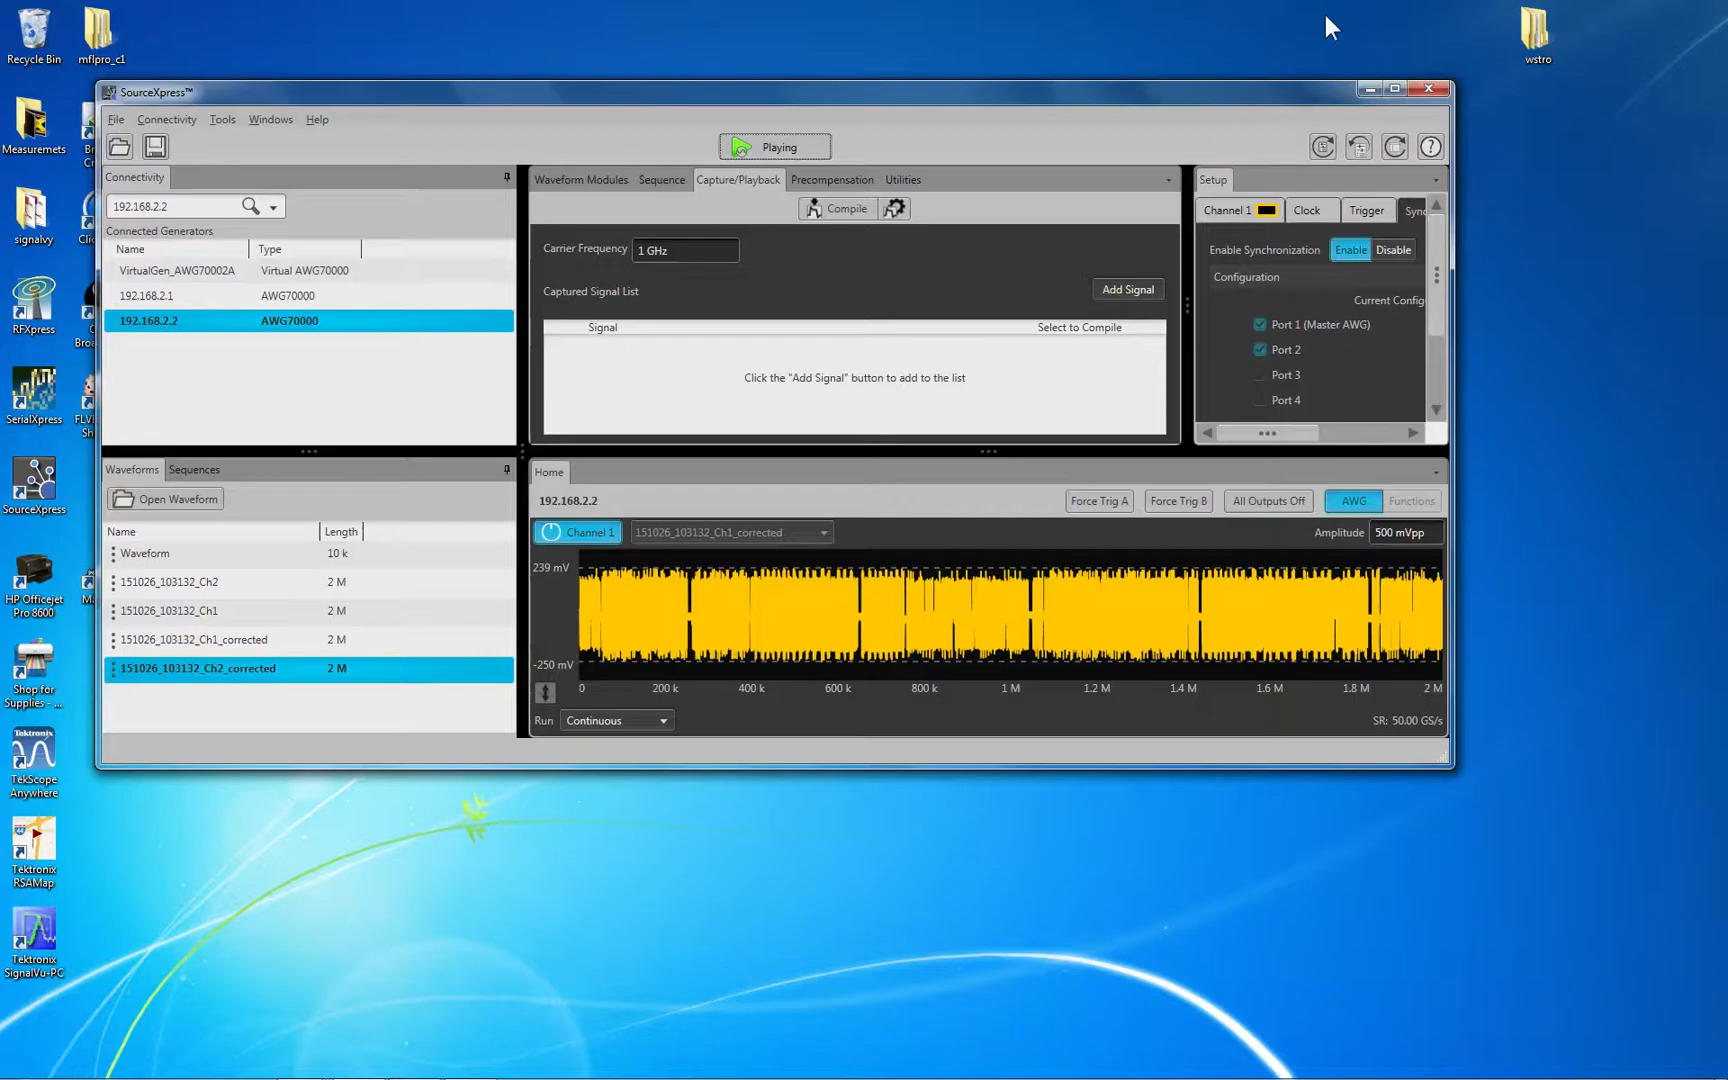 Recycle Bin
mflpro_c1
wstro
Measuremets
signalvy
RFXpress
SerialXpress
SourceXpress
HP Officejet
Pro 8600
Shop for
Supplies - ...
Tektronix
TekScope
Anywhere
Tektronix
RSAMap
Tektronix
SignalVu-PC
SourceXpress™
File Connectivity Tools Windows Help
Playing
Connectivity
192.168.2.2
Connected Generators
Name Type
VirtualGen_AWG70002A Virtual AWG70000
192.168.2.1 AWG70000
192.168.2.2 AWG70000
Waveform Modules Sequence Capture/Playback Precompensation Utilities
Compile
Carrier Frequency 1 GHz
Captured Signal List Add Signal
Signal Select to Compile
Click the "Add Signal" button to add to the list
Setup
Channel 1 Clock Trigger Sync
Enable Synchronization Enable Disable
Configuration
Current Config
Port 1 (Master AWG)
Port 2
Port 3
Port 4
Waveforms Sequences
Open Waveform
Name Length
Waveform 10 k
151026_103132_Ch2 2 M
151026_103132_Ch1 2 M
151026_103132_Ch1_corrected 2 M
151026_103132_Ch2_corrected 2 M
Home
192.168.2.2 Force Trig A Force Trig B All Outputs Off AWG Functions
Channel 1 151026_103132_Ch1_corrected Amplitude 500 mVpp
239 mV
-250 mV
0 200 k 400 k 600 k 800 k 1 M 1.2 M 1.4 M 1.6 M 1.8 M 2 M
Run Continuous SR: 50.00 GS/s